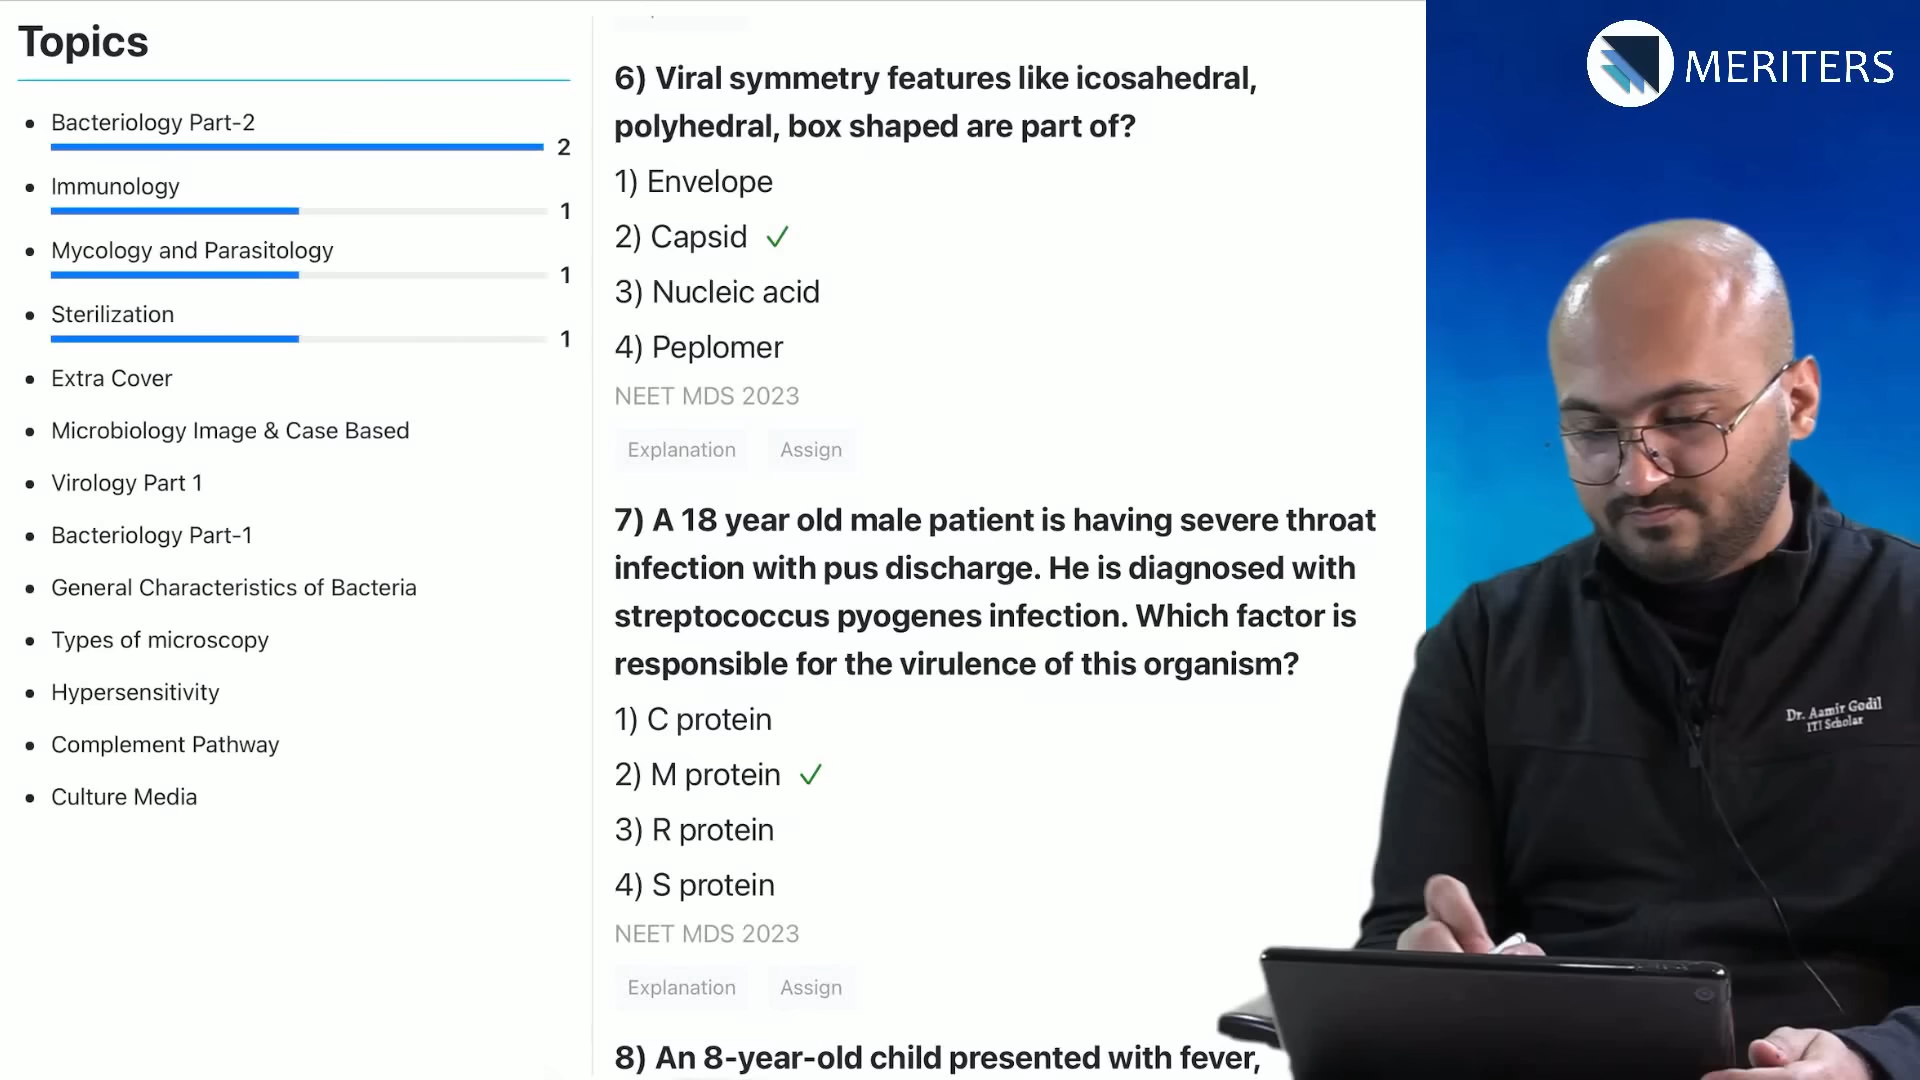 Topics
Bacteriology Part-2
2
Immunology
1
Mycology and Parasitology
1
Sterilization
1
Extra Cover
Microbiology Image & Case Based
Virology Part 1
Bacteriology Part-1
General Characteristics of Bacteria
Types of microscopy
Hypersensitivity
Complement Pathway
Culture Media
6) Viral symmetry features like icosahedral,
polyhedral, box shaped are part of?
1) Envelope
2) Capsid ✓
3) Nucleic acid
4) Peplomer
NEET MDS 2023
Explanation Assign
7) A 18 year old male patient is having severe throat
infection with pus discharge. He is diagnosed with
streptococcus pyogenes infection. Which factor is
responsible for the virulence of this organism?
1) C protein
2) M protein ✓
3) R protein
4) S protein
NEET MDS 2023
Explanation Assign
8) An 8-year-old child presented with fever,
MERITERS
Dr. Aamir Godil
ITI Scholar